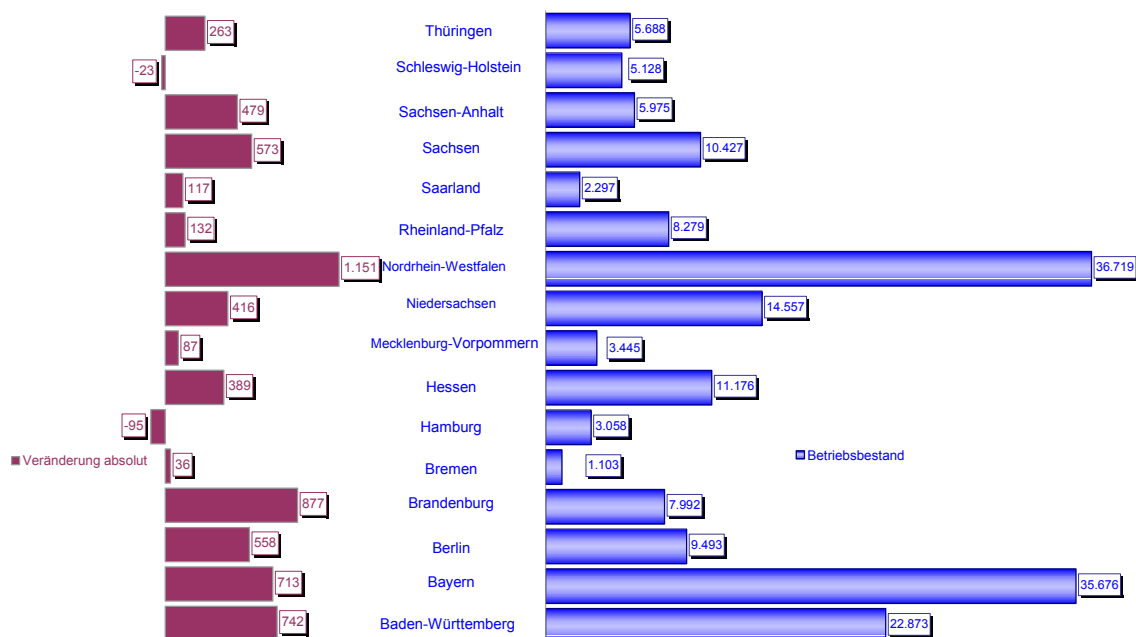 263 Thüringen 5.688
-23 Schleswig-Holstein 5.128
479 Sachsen-Anhalt 5.975
573 Sachsen 10.427
117 Saarland 2.297
132 Rheinland-Pfalz 8.279
1.151 Nordrhein-Westfalen 36.719
416 Niedersachsen 14.557
87 Mecklenburg-Vorpommern 3.445
389 Hessen 11.176
-95 Hamburg 3.058
Veränderung absolut 36 Bremen 1.103 Betriebsbestand
877 Brandenburg 7.992
558 Berlin 9.493
713 Bayern 35.676
742 Baden-Württemberg 22.873